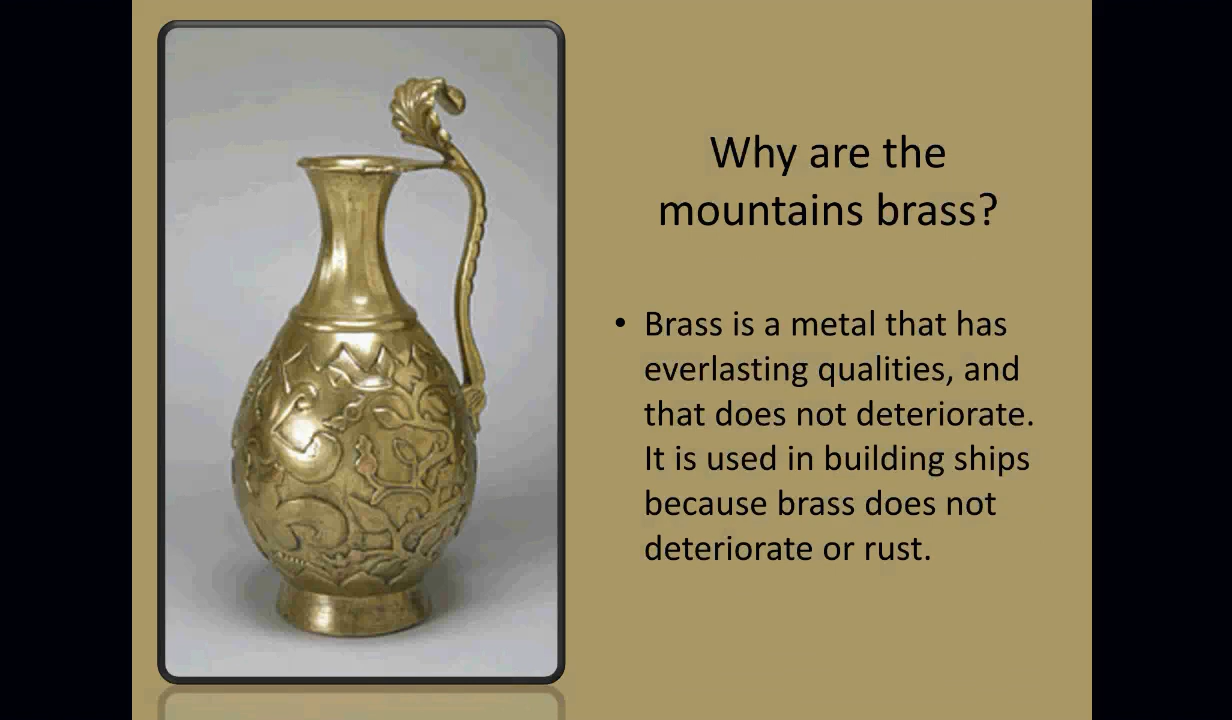 Why are the
mountains brass?
• Brass is a metal that has
everlasting qualities, and
that does not deteriorate.
It is used in building ships
because brass does not
deteriorate or rust.